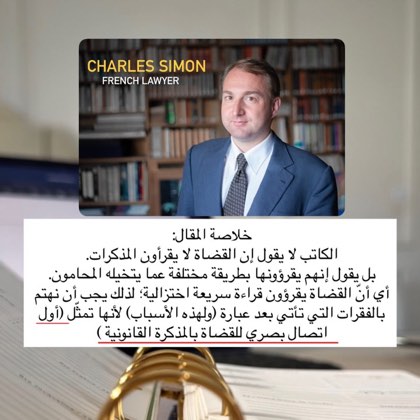 CHARLES SIMON
FRENCH LAWYER
خلاصة المقال:
الكاتب لا يقول إن القضاة لا يقرأون المذكرات.
بل يقول إنهم يقرؤونها بطريقة مختلفة عما يتخيله المحامون.
أي أنّ القضاة يقرؤون قراءة سريعة اختزالية؛ لذلك يجب أن نهتم
بالفقرات التي تأتي بعد عبارة (ولهذه الأسباب) لأنها تمثّل (أول
اتصال بصري للقضاة بالمذكرة القانونية )